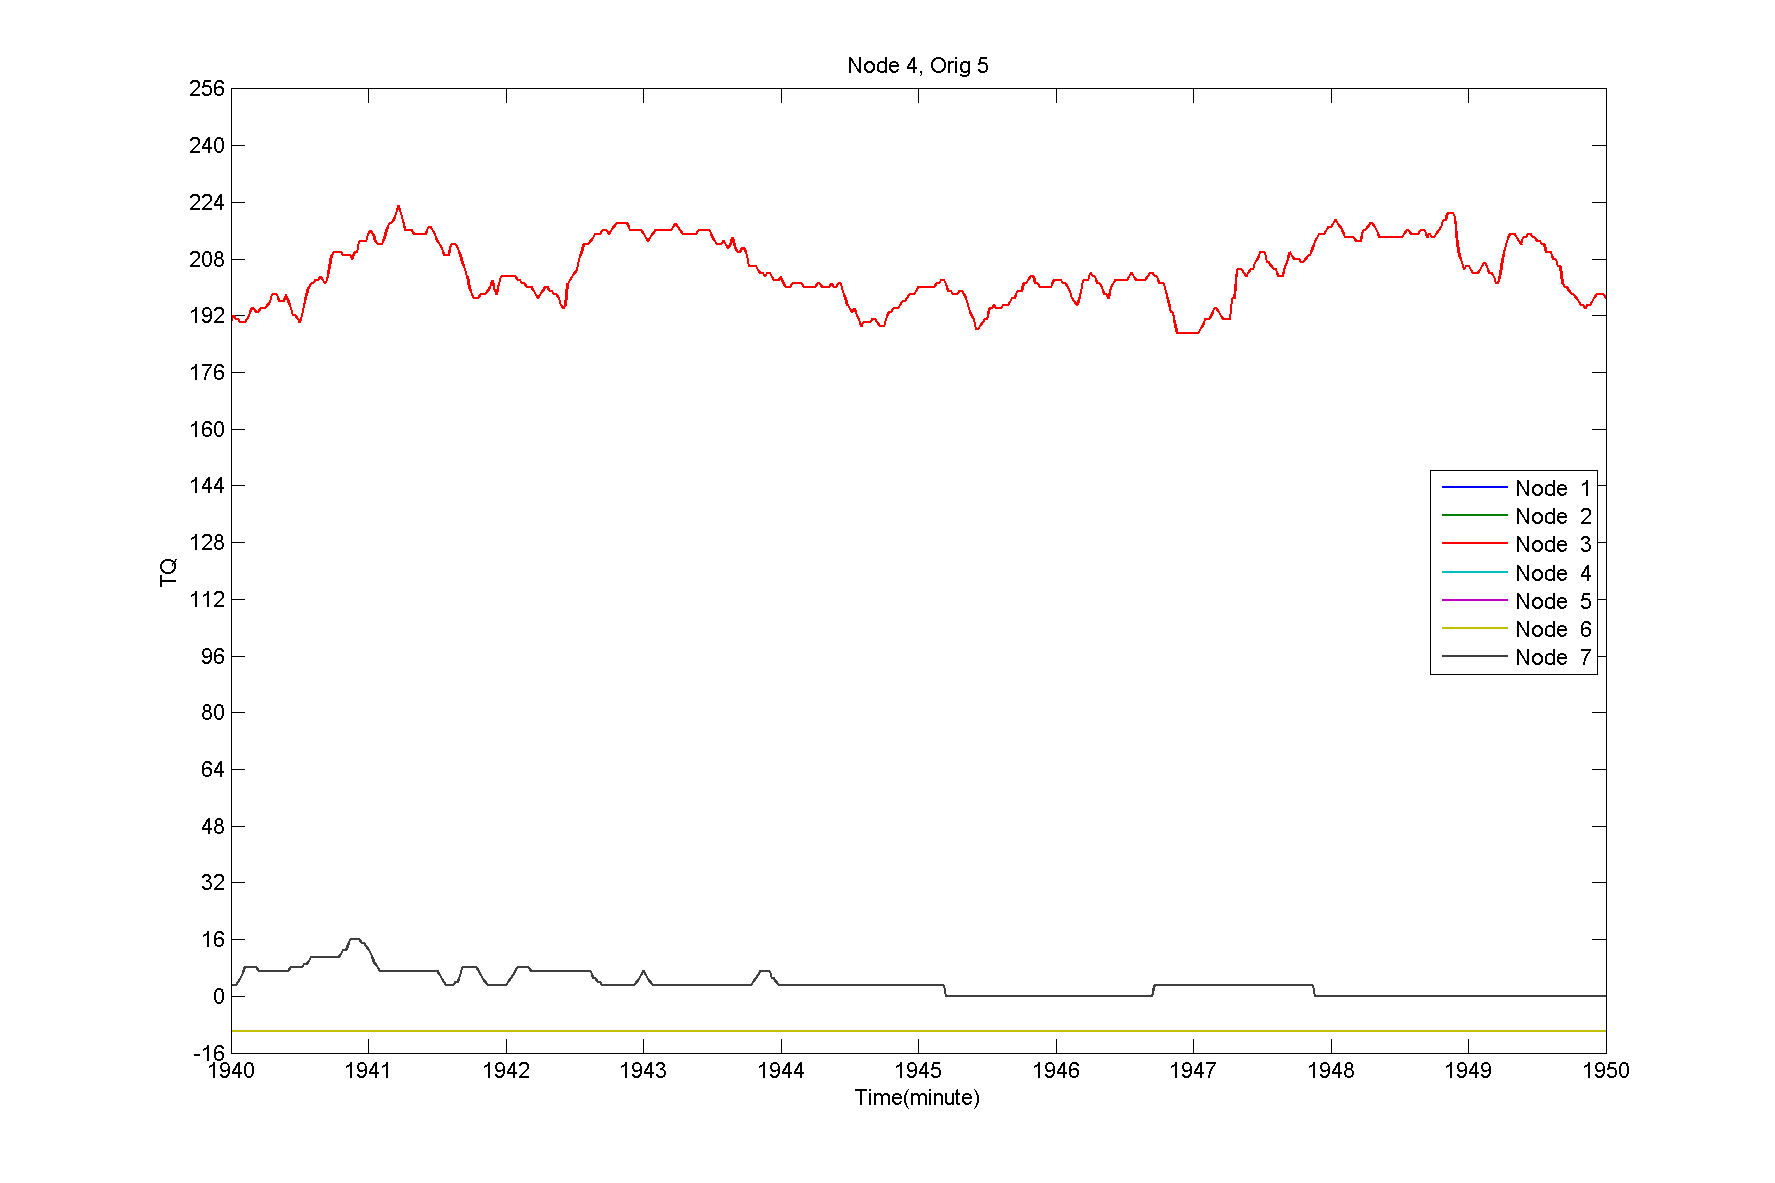 Node 4, Orig 5
256
240
224
208
192
176
160
144
128
112
96
80
64
48
32
16
0
-16
TQ
Node 1
Node 2
Node 3
Node 4
Node 5
Node 6
Node 7
1940 1941 1942 1943 1944 1945 1946 1947 1948 1949 1950
Time(minute)